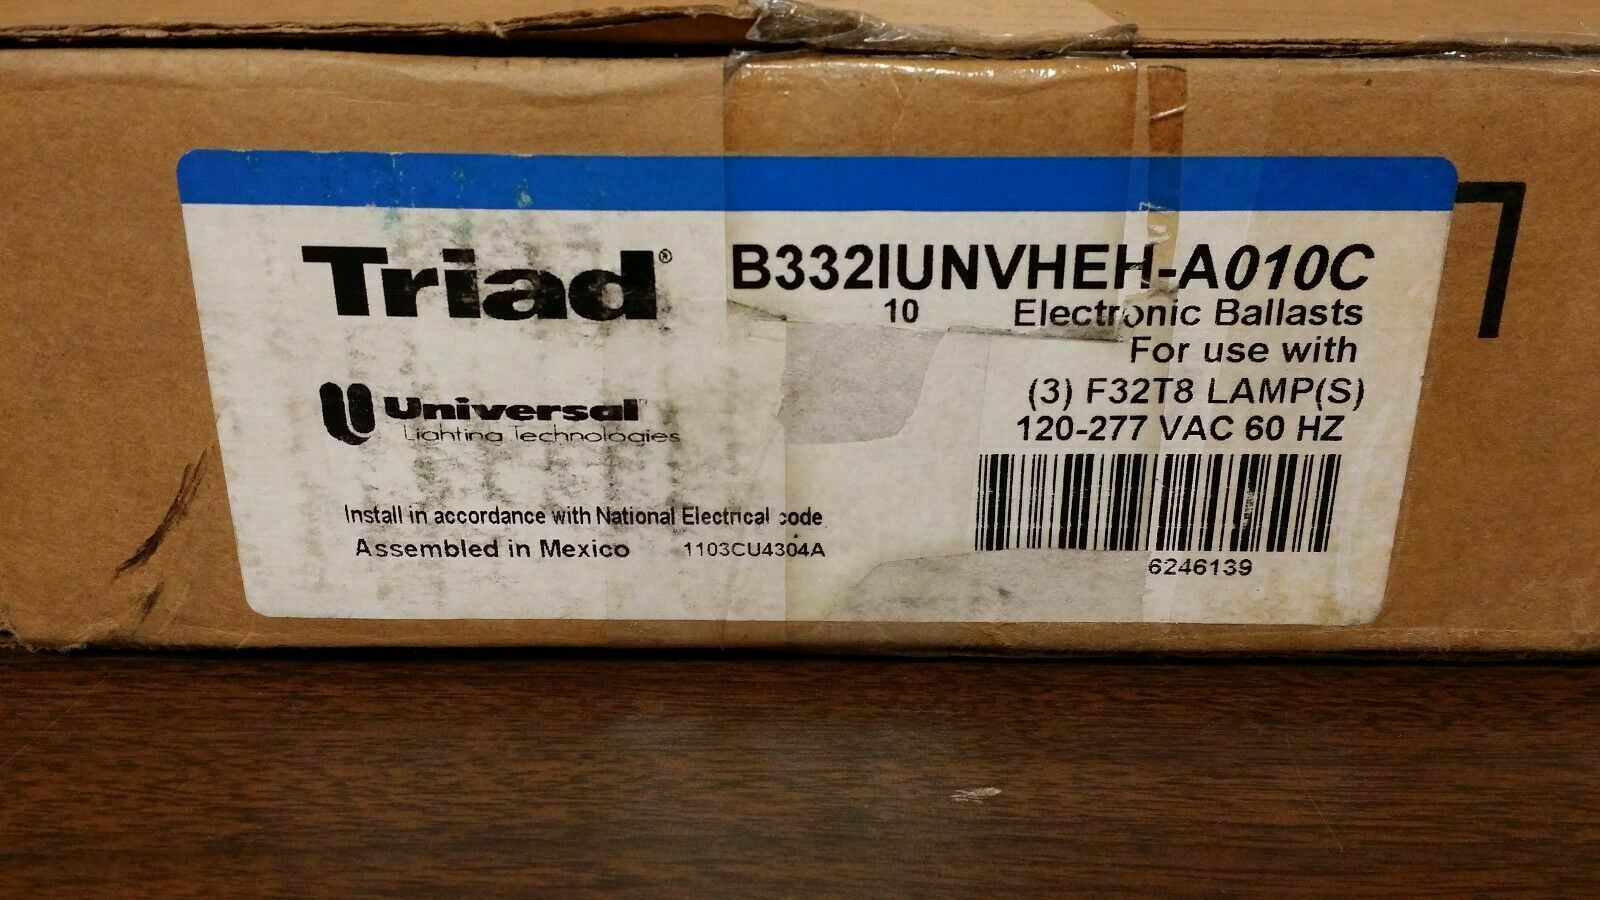 Triad®
B332IUNVHEH-A010C
10 Electronic Ballasts
For use with
(3) F32T8 LAMP(S)
120-277 VAC 60 HZ
Universal
Lighting Technologies
Install in accordance with National Electrical code
Assembled in Mexico 1103CU4304A
6246139